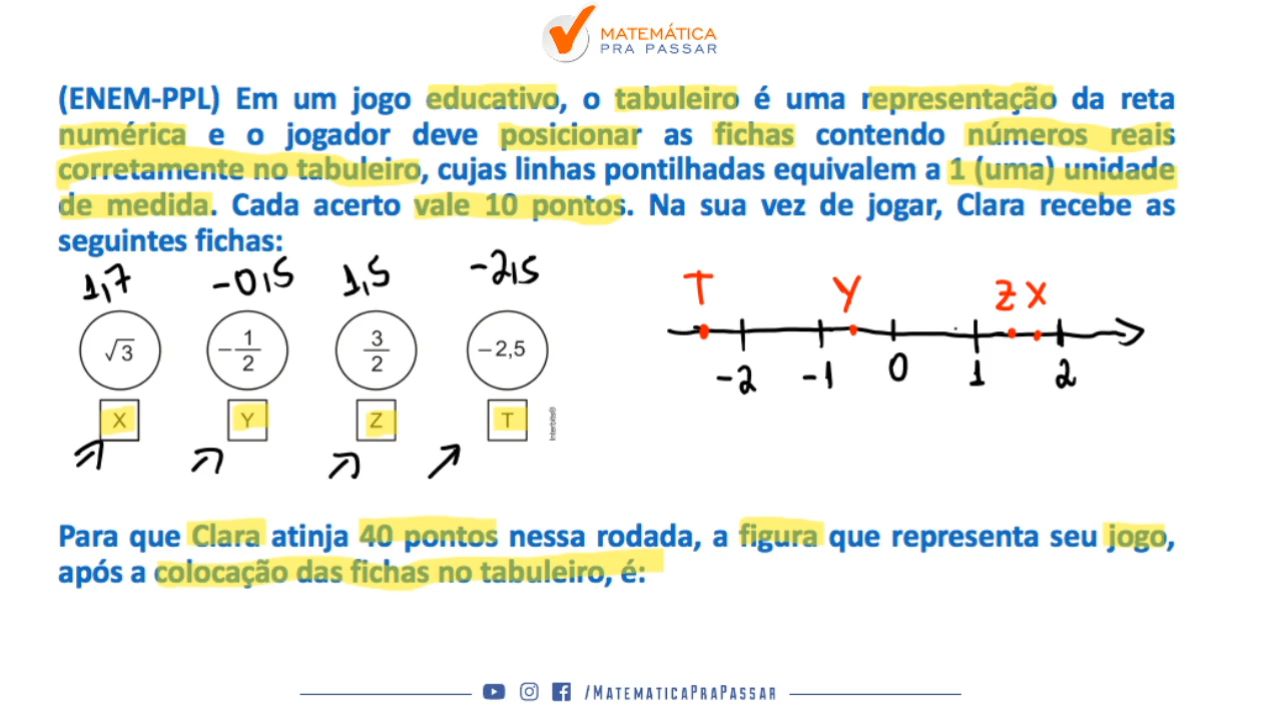 MATEMÁTICA
PRA PASSAR
(ENEM-PPL) Em um jogo educativo, o tabuleiro é uma representação da reta
numérica e o jogador deve posicionar as fichas contendo números reais
corretamente no tabuleiro, cujas linhas pontilhadas equivalem a 1 (uma) unidade
de medida. Cada acerto vale 10 pontos. Na sua vez de jogar, Clara recebe as
seguintes fichas:
1,7 -0,5 1,5 -2,5
√3 -1/2 3/2 -2,5
X Y Z T
Interbits®
T Y Z X
-2 -1 0 1 2
Para que Clara atinja 40 pontos nessa rodada, a figura que representa seu jogo,
após a colocação das fichas no tabuleiro, é:
/MATEMATICAPRAPASSAR